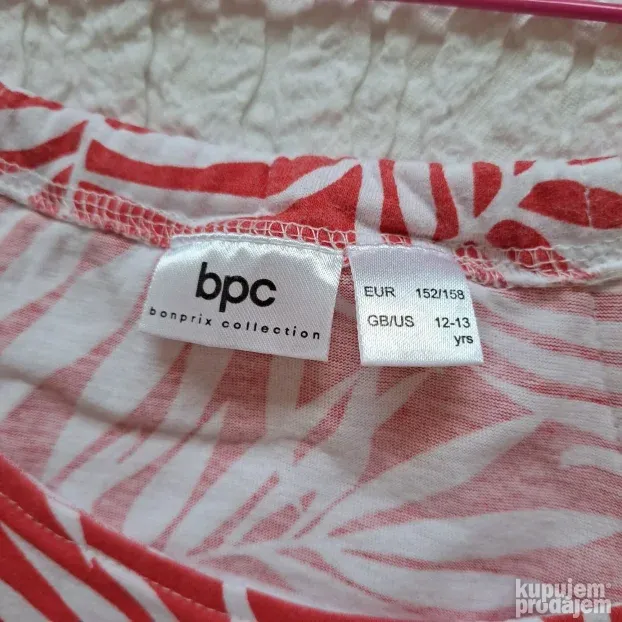 bpc
bonprix collection
EUR 152/158
GB/US 12-13
yrs
kupujem
prodajem